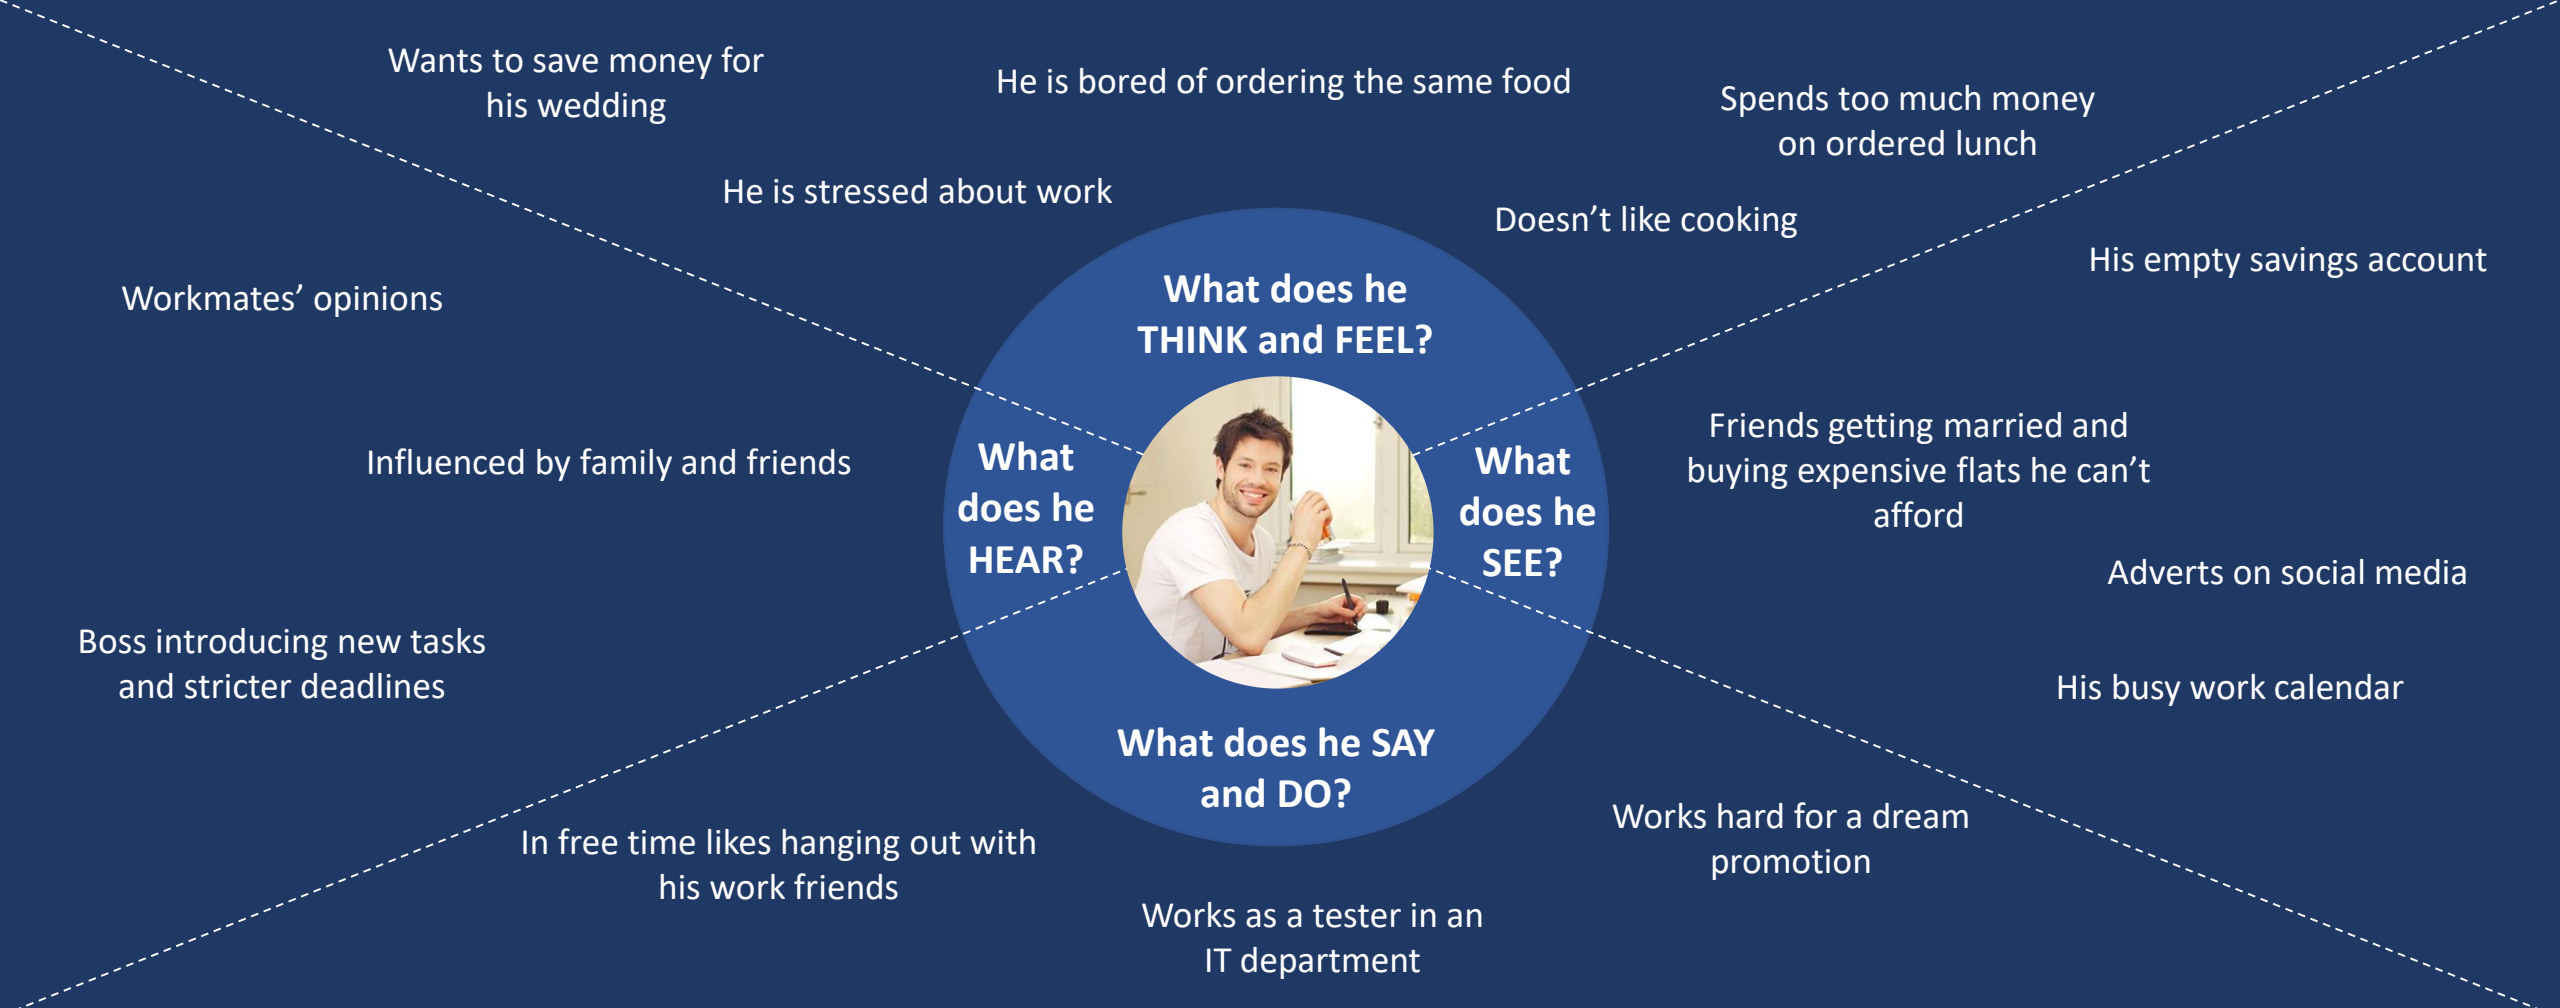 Wants to save money for
his wedding
He is bored of ordering the same food
Spends too much money
on ordered lunch
He is stressed about work
Doesn’t like cooking
What does he
THINK and FEEL?
Workmates’ opinions
Influenced by family and friends
Boss introducing new tasks
and stricter deadlines
What
does he
HEAR?
What
does he
SEE?
His empty savings account
Friends getting married and
buying expensive flats he can’t
afford
Adverts on social media
His busy work calendar
What does he SAY
and DO?
In free time likes hanging out with
his work friends
Works as a tester in an
IT department
Works hard for a dream
promotion